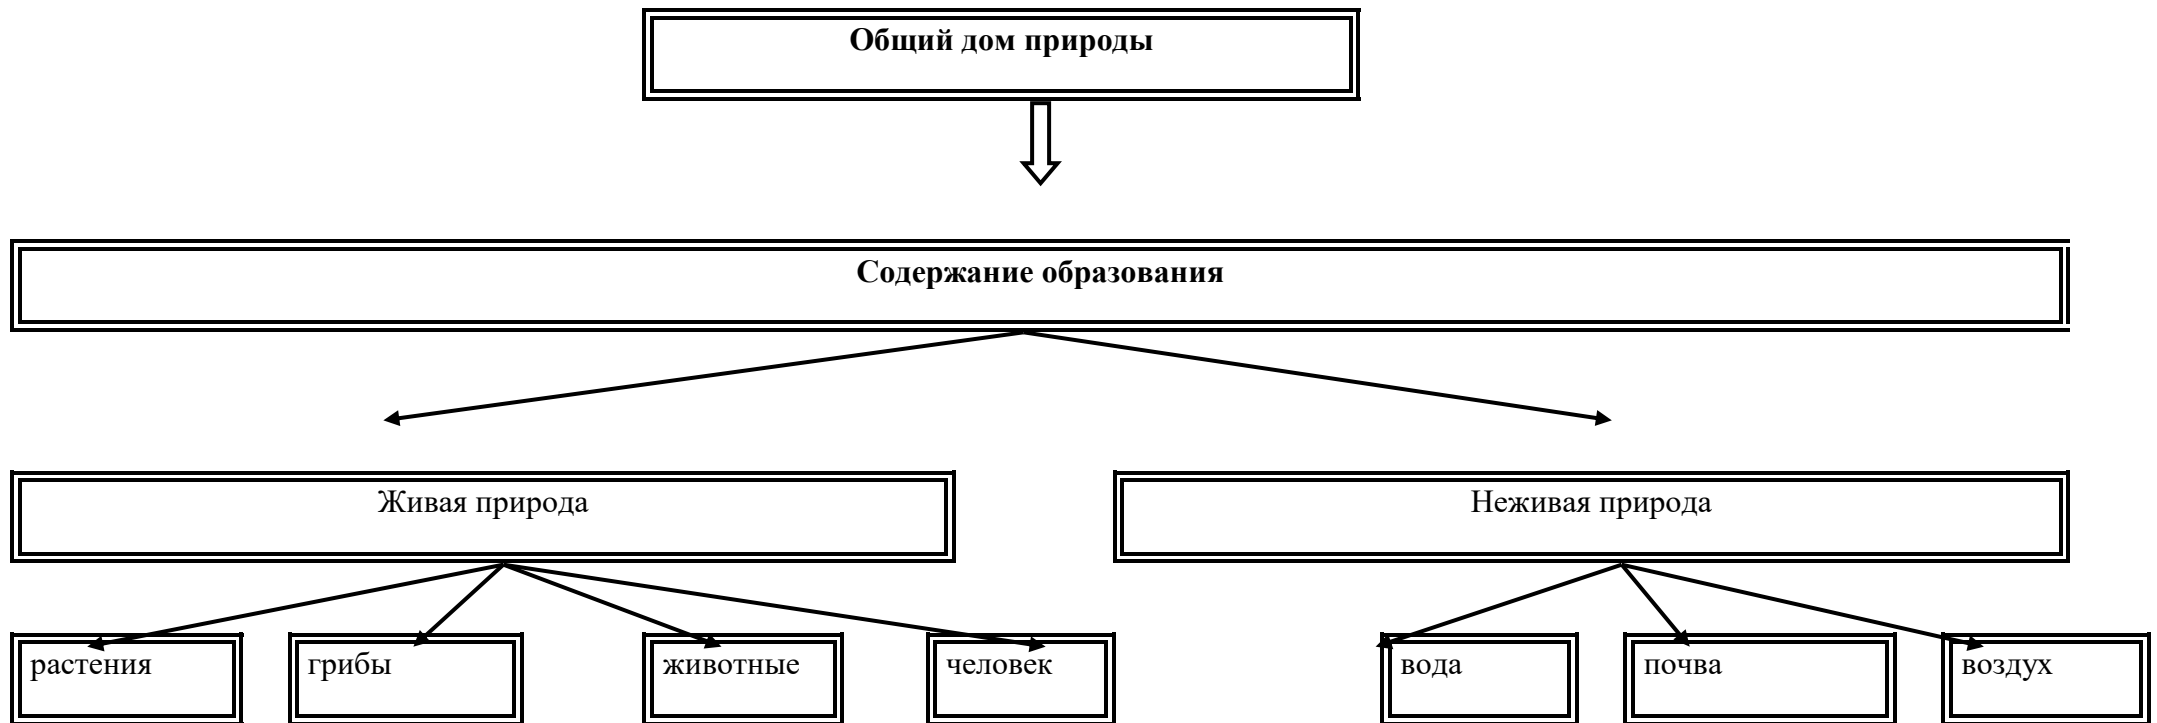 Общий дом природы
Содержание образования
Живая природа
Неживая природа
растения
грибы
животные
человек
вода
почва
воздух